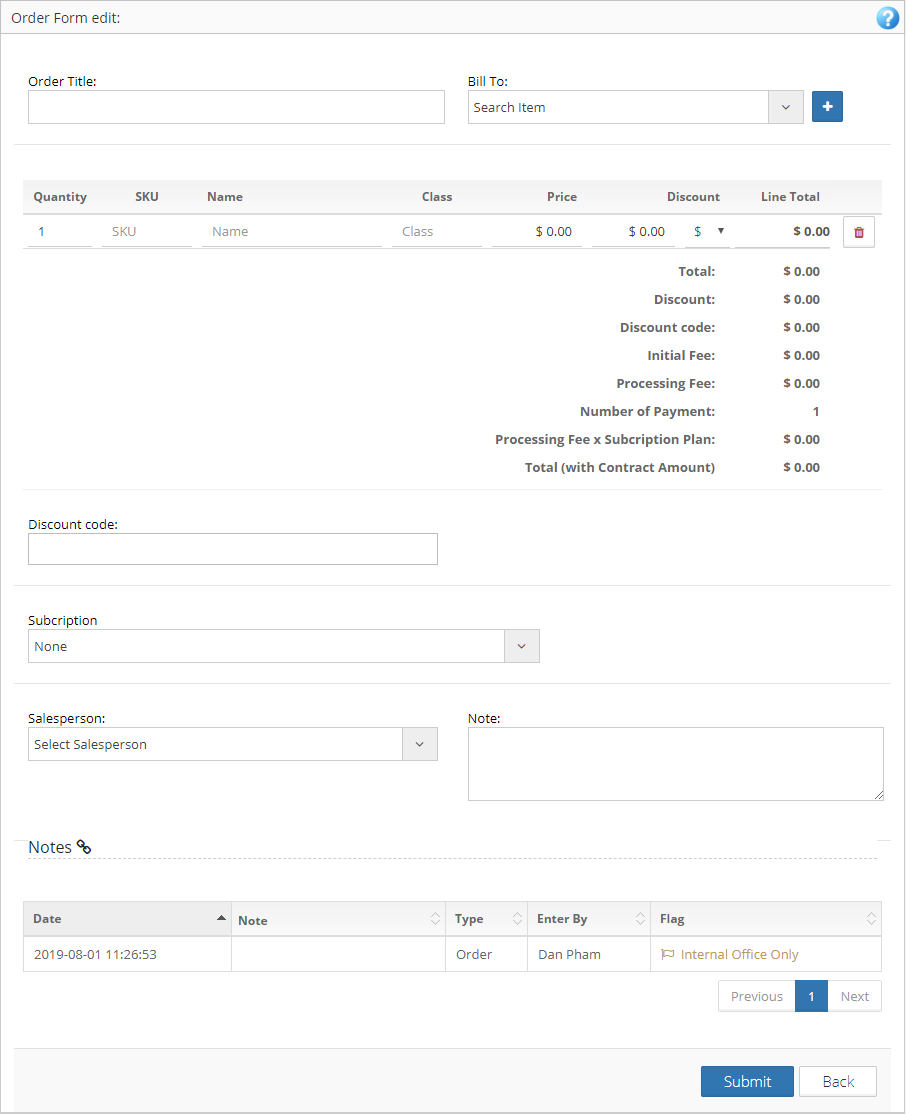 Order Form edit:
Order Title: Bill To:
Search Item
Quantity SKU Name Class Price Discount Line Total
1 SKU Name Class $ 0.00 $ 0.00 $ $ 0.00
Total: $ 0.00
Discount: $ 0.00
Discount code: $ 0.00
Initial Fee: $ 0.00
Processing Fee: $ 0.00
Number of Payment: 1
Processing Fee x Subcription Plan: $ 0.00
Total (with Contract Amount) $ 0.00
Discount code:
Subcription
None
Salesperson: Note:
Select Salesperson
Notes
Date Note Type Enter By Flag
2019-08-01 11:26:53 Order Dan Pham Internal Office Only
Previous 1 Next
Submit Back